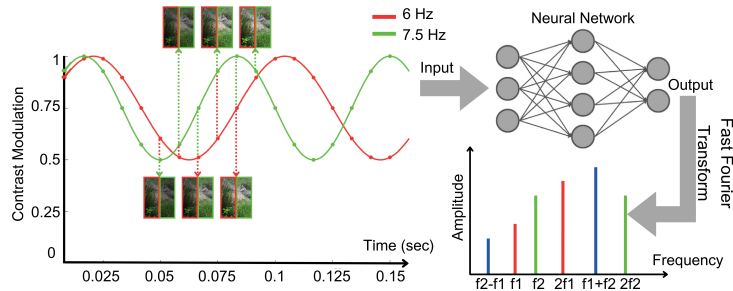 6 Hz
7.5 Hz
Contrast Modulation
1
0.75
0.5
0.25
0
0.025
0.05
0.075
0.1
0.125
0.15
Time (sec)
Input
Neural Network
Output
Fast Fourier
Transform
Amplitude
Frequency
f2-f1 f1 f2 2f1 f1+f2 2f2